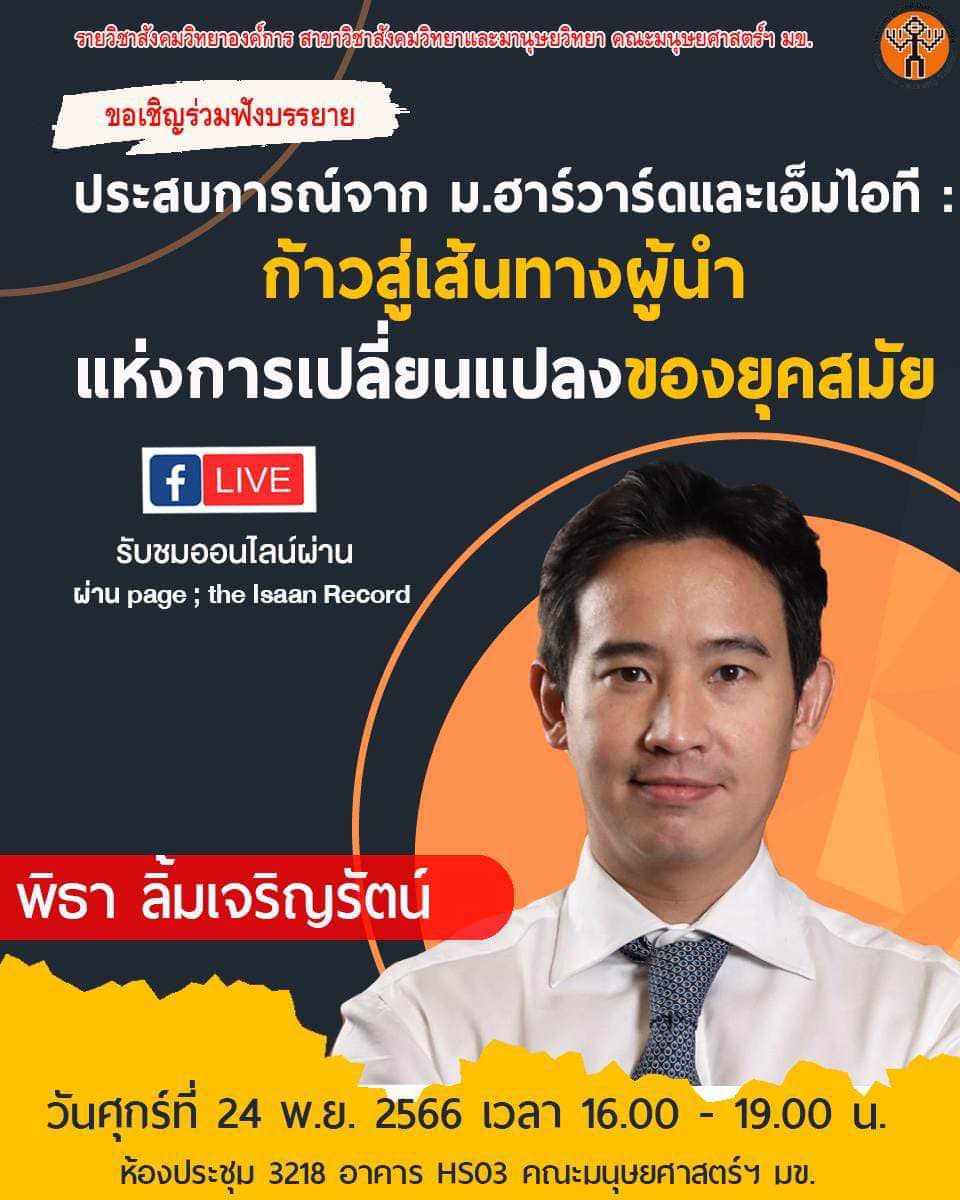 รายวิชาสังคมวิทยาองค์การ สาขาวิชาสังคมวิทยาและมานุษยวิทยา คณะมนุษยศาสตร์ฯ มข.
ขอเชิญร่วมฟังบรรยาย
ประสบการณ์จาก ม.ฮาร์วาร์ดและเอ็มไอที :
ก้าวสู่เส้นทางผู้นำ
แห่งการเปลี่ยนแปลงของยุคสมัย
f LIVE
รับชมออนไลน์ผ่าน
ผ่าน page ; the Isaan Record
พิธา ลิ้มเจริญรัตน์
วันศุกร์ที่ 24 พ.ย. 2566 เวลา 16.00 - 19.00 น.
ห้องประชุม 3218 อาคาร HS03 คณะมนุษยศาสตร์ฯ มข.